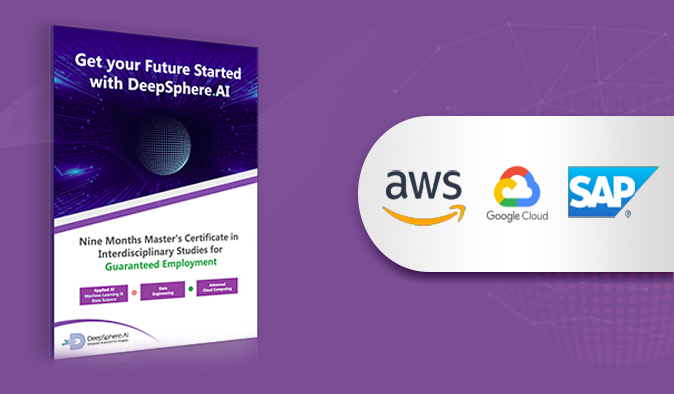 Get your Future Started
with DeepSphere.AI
Nine Months Master's Certificate in
Interdisciplinary Studies for
Guaranteed Employment
Applied AI
Machine Learning &
Data Science
Data
Engineering
Advanced
Cloud Computing
DeepSphere.AI
aws
Google Cloud
SAP
®